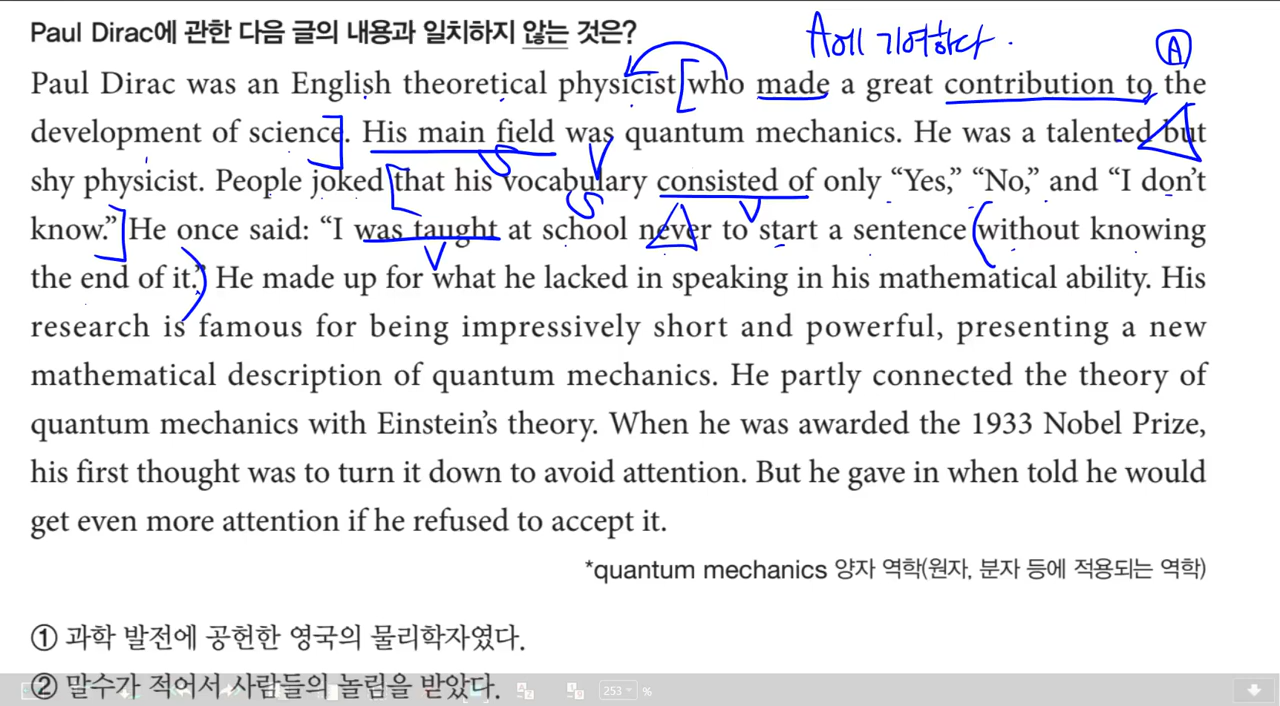 Paul Dirac에 관한 다음 글의 내용과 일치하지 않는 것은?
A에 기여하다.
A
Paul Dirac was an English theoretical physicist who made a great contribution to the
development of science. His main field was quantum mechanics. He was a talented but
S V
shy physicist. People joked that his vocabulary consisted of only “Yes,” “No,” and “I don’t
S V
know.” He once said: “I was taught at school never to start a sentence without knowing
V
the end of it.” He made up for what he lacked in speaking in his mathematical ability. His
research is famous for being impressively short and powerful, presenting a new
mathematical description of quantum mechanics. He partly connected the theory of
quantum mechanics with Einstein’s theory. When he was awarded the 1933 Nobel Prize,
his first thought was to turn it down to avoid attention. But he gave in when told he would
get even more attention if he refused to accept it.
*quantum mechanics 양자 역학(원자, 분자 등에 적용되는 역학)
① 과학 발전에 공헌한 영국의 물리학자였다.
② 말수가 적어서 사람들의 놀림을 받았다.
253 %